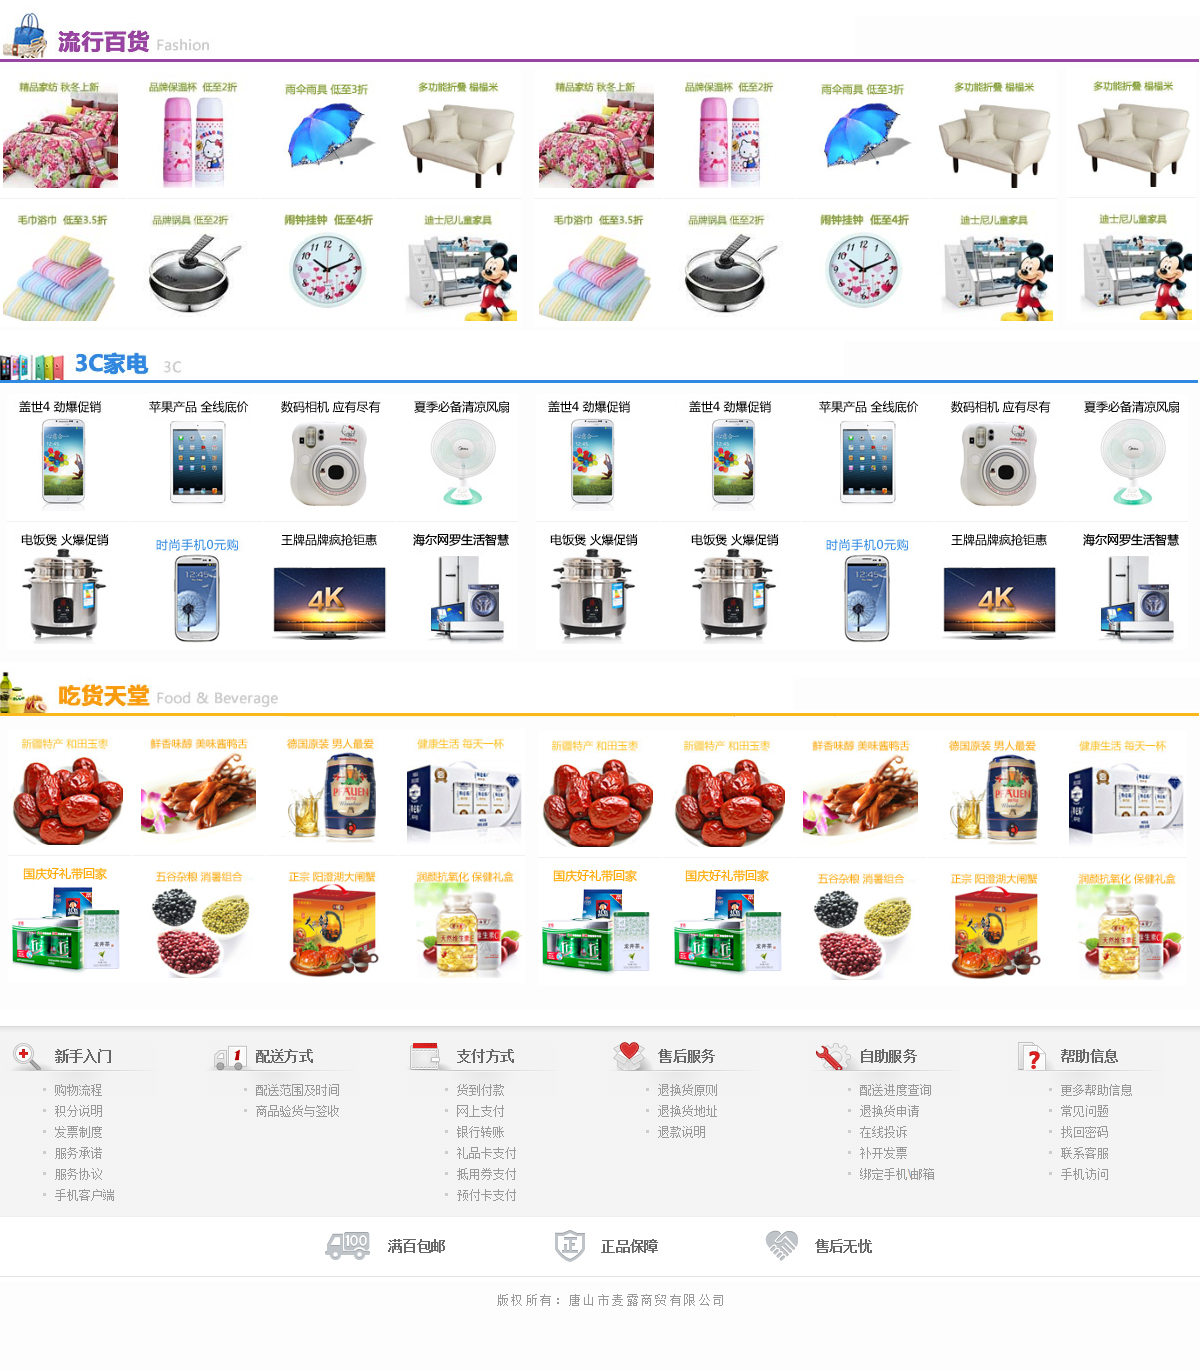 流行百货 Fashion
精品家纺 秋冬上新 品牌保温杯 低至2折 雨伞雨具 低至3折 多功能折叠 榻榻米 精品家纺 秋冬上新 品牌保温杯 低至2折 雨伞雨具 低至3折 多功能折叠 榻榻米 多功能折叠 榻榻米
毛巾浴巾 低至3.5折 品牌锅具 低至2折 闹钟挂钟 低至4折 迪士尼儿童家具 毛巾浴巾 低至3.5折 品牌锅具 低至2折 闹钟挂钟 低至4折 迪士尼儿童家具 迪士尼儿童家具
3C家电 3C
盖世4 劲爆促销 苹果产品 全线底价 数码相机 应有尽有 夏季必备清凉风扇 盖世4 劲爆促销 盖世4 劲爆促销 苹果产品 全线底价 数码相机 应有尽有 夏季必备清凉风扇
电饭煲 火爆促销 时尚手机0元购 王牌品牌疯抢钜惠 海尔网罗生活智慧 电饭煲 火爆促销 电饭煲 火爆促销 时尚手机0元购 王牌品牌疯抢钜惠 海尔网罗生活智慧
4K 4K
吃货天堂 Food & Beverage
新疆特产 和田玉枣 鲜香味醇 美味酱鸭舌 德国原装 男人最爱 健康生活 每天一杯 新疆特产 和田玉枣 新疆特产 和田玉枣 鲜香味醇 美味酱鸭舌 德国原装 男人最爱 健康生活 每天一杯
国庆好礼带回家 五谷杂粮 消暑组合 正宗 阳澄湖大闸蟹 润颜抗氧化 保健礼盒 国庆好礼带回家 国庆好礼带回家 五谷杂粮 消暑组合 正宗 阳澄湖大闸蟹 润颜抗氧化 保健礼盒
新手入门
购物流程
积分说明
发票制度
服务承诺
服务协议
手机客户端
1 配送方式
配送范围及时间
商品验货与签收
支付方式
货到付款
网上支付
银行转账
礼品卡支付
抵用券支付
预付卡支付
售后服务
退换货原则
退换货地址
退款说明
自助服务
配送进度查询
退换货申请
在线投诉
补开发票
绑定手机\邮箱
? 帮助信息
更多帮助信息
常见问题
找回密码
联系客服
手机访问
100 满百包邮 正 正品保障 售后无忧
版权所有：唐山市麦露商贸有限公司